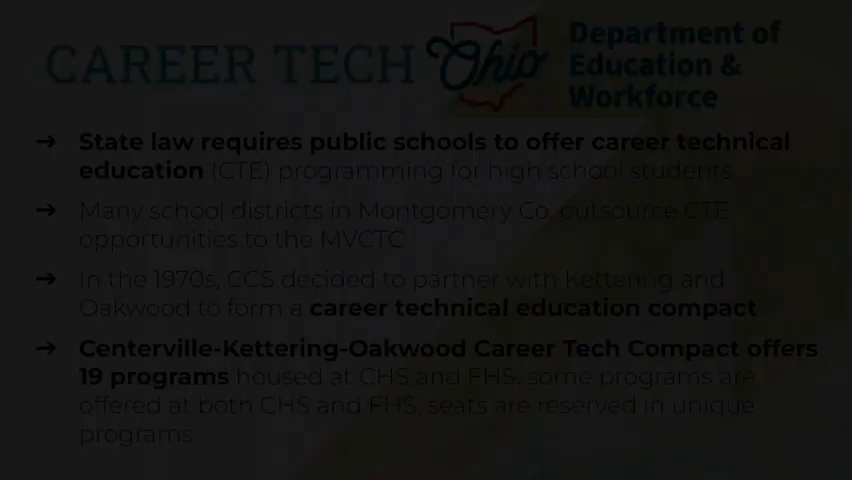 CAREER TECH
Ohio
Department of
Education &
Workforce
➔ State law requires public schools to offer career technical
education (CTE) programming for high school students
➔ Many school districts in Montgomery Co. outsource CTE
opportunities to the MVCTC
➔ In the 1970s, CCS decided to partner with Kettering and
Oakwood to form a career technical education compact
➔ Centerville-Kettering-Oakwood Career Tech Compact offers
19 programs housed at CHS and FHS: some programs are
offered at both CHS and FHS, seats are reserved in unique
programs